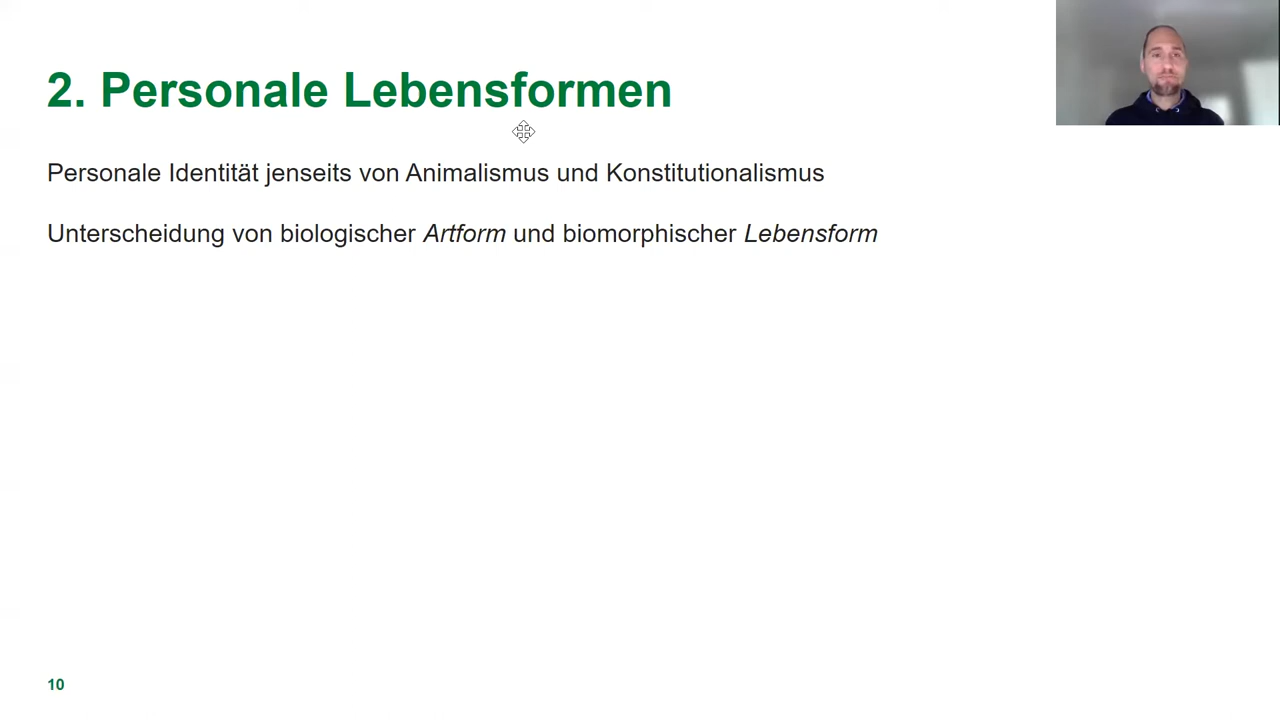 2. Personale Lebensformen
Personale Identität jenseits von Animalismus und Konstitutionalismus
Unterscheidung von biologischer Artform und biomorphischer Lebensform
10